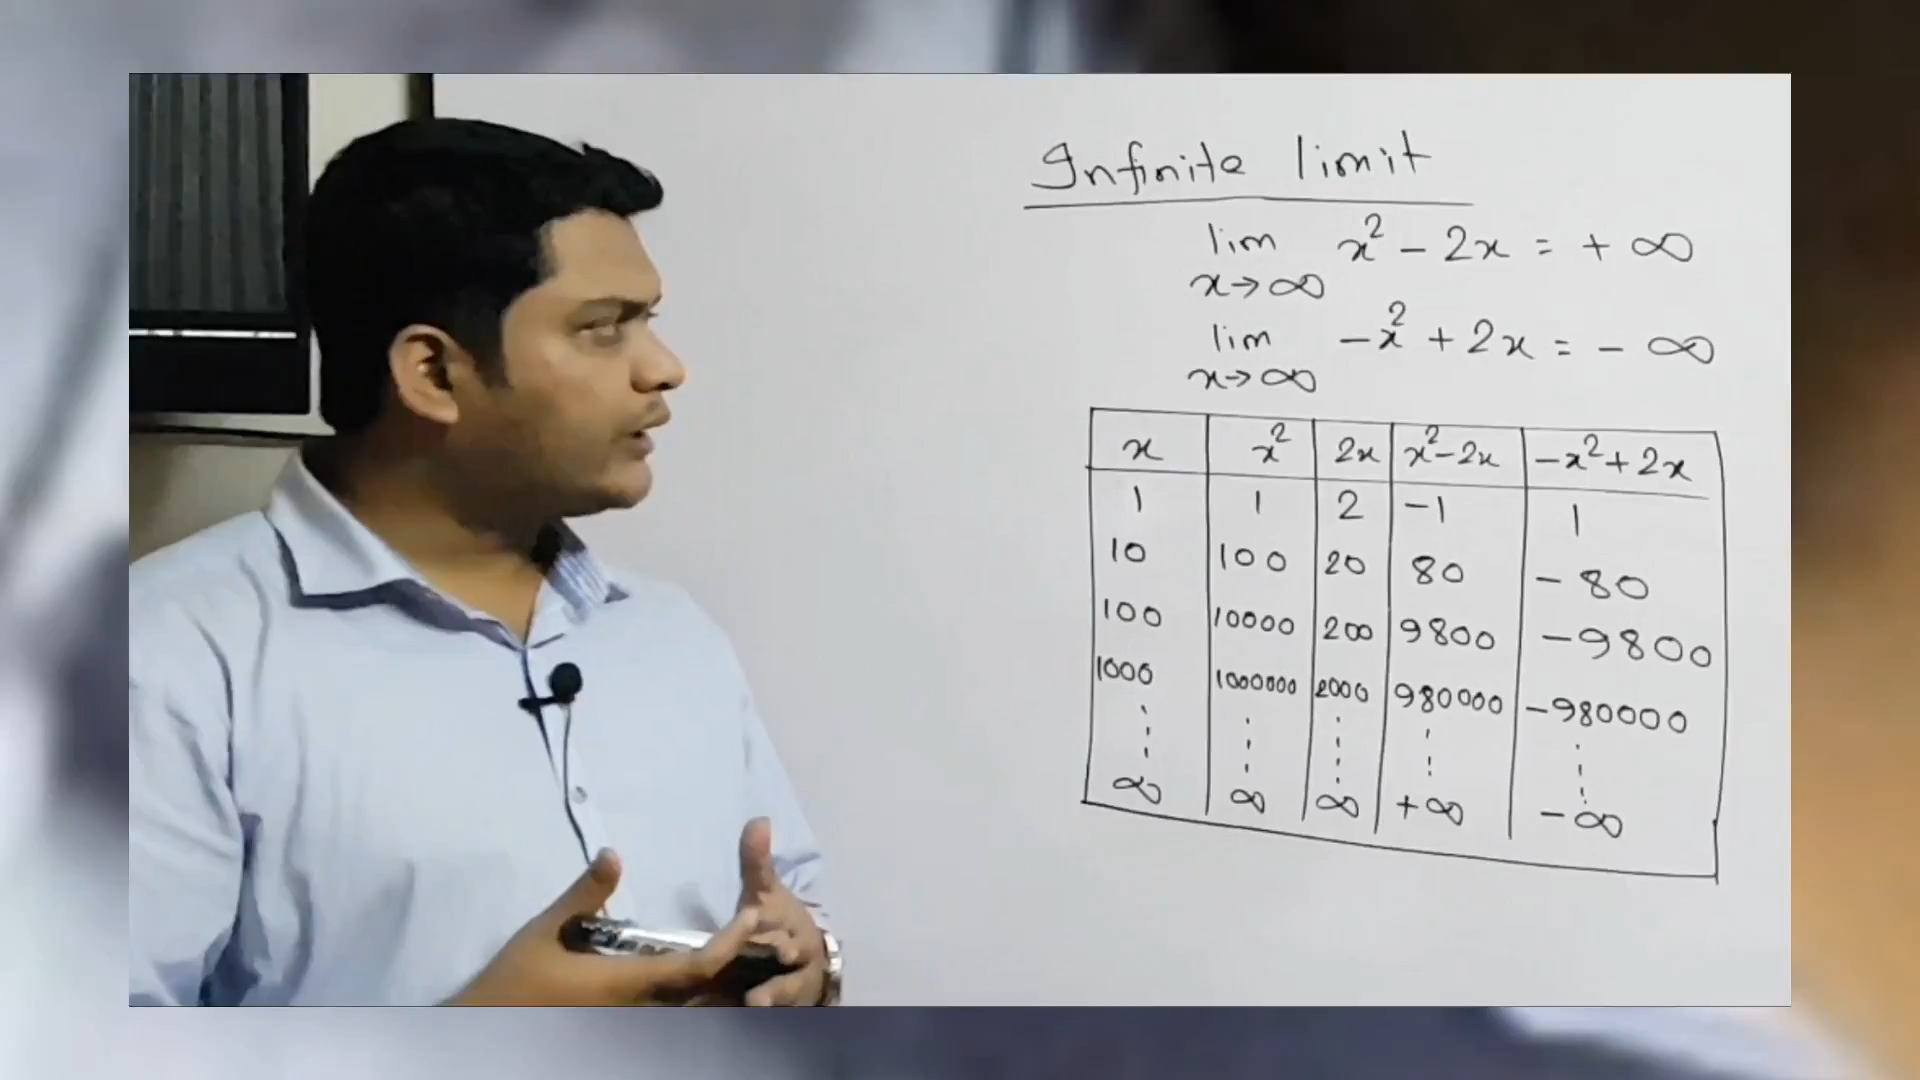 Infinite limit
lim x² - 2x = + ∞
x→∞
lim -x² + 2x = - ∞
x→∞
x x² 2x x²-2x -x²+2x
1 1 2 -1 1
10 100 20 80 -80
100 10000 200 9800 -9800
1000 1000000 2000 980000 -980000
∞ ∞ ∞ +∞ -∞